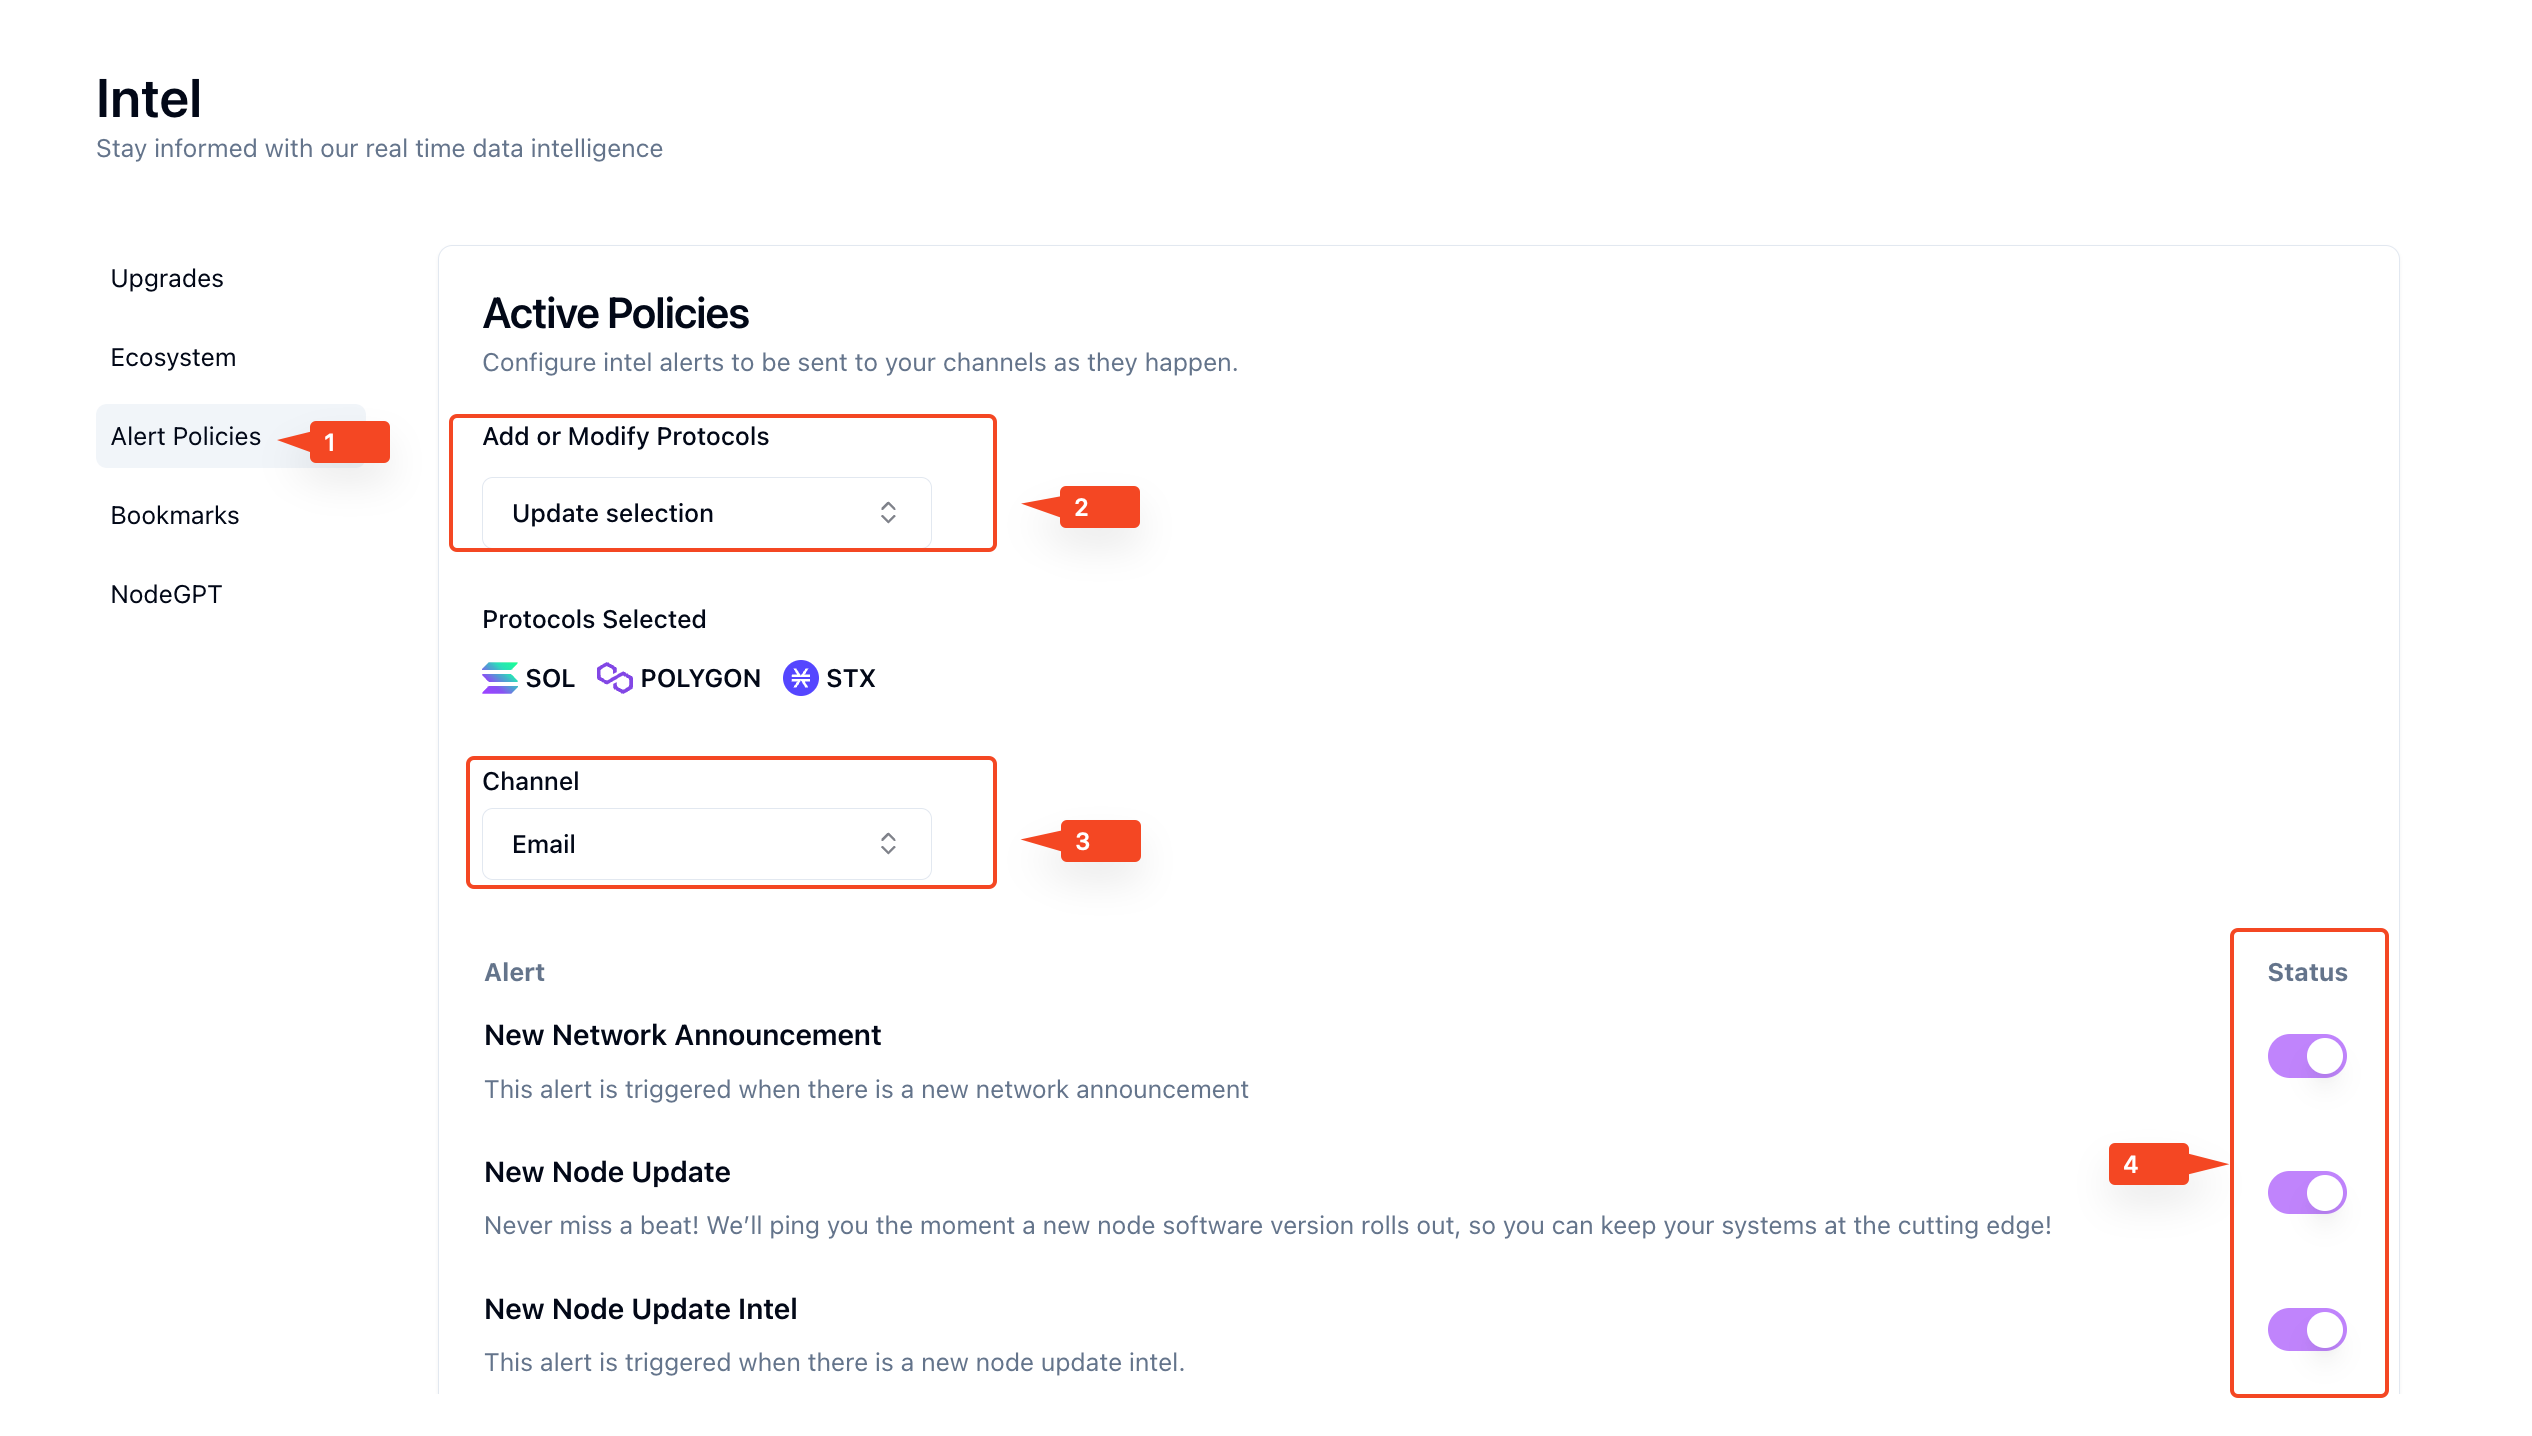 Intel
Stay informed with our real time data intelligence
Upgrades
Ecosystem
Alert Policies
1
Bookmarks
NodeGPT
Active Policies
Configure intel alerts to be sent to your channels as they happen.
Add or Modify Protocols
Update selection
2
Protocols Selected
SOL POLYGON STX
Channel
Email
3
Alert Status
New Network Announcement
This alert is triggered when there is a new network announcement
New Node Update
4
Never miss a beat! We’ll ping you the moment a new node software version rolls out, so you can keep your systems at the cutting edge!
New Node Update Intel
This alert is triggered when there is a new node update intel.